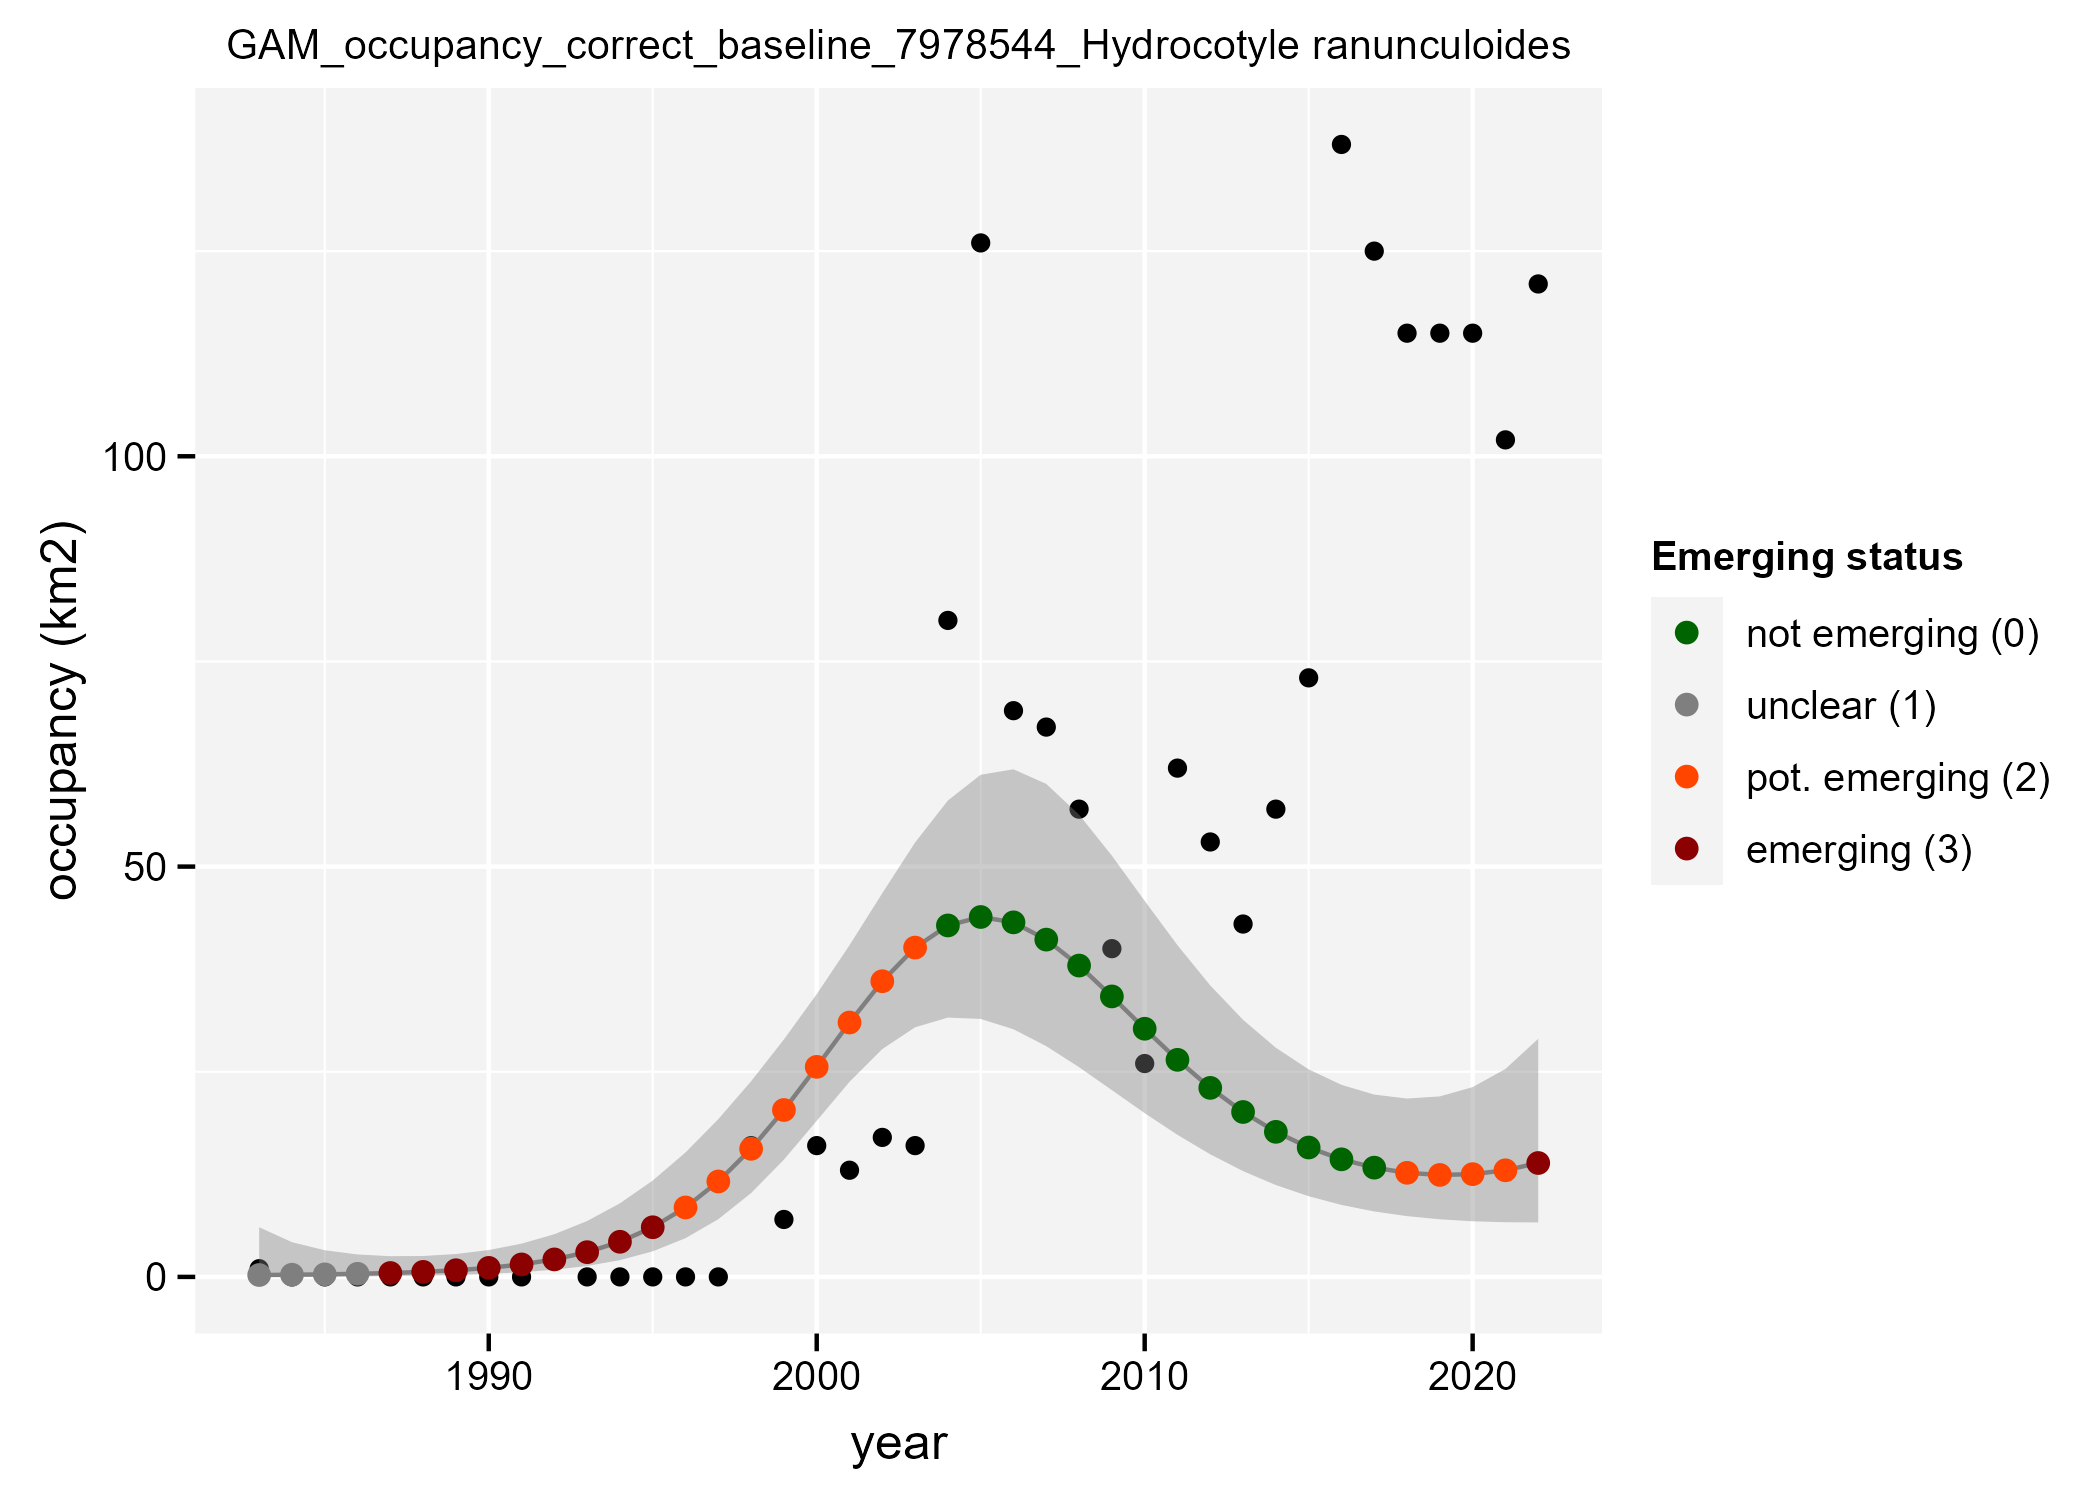 GAM_occupancy_correct_baseline_7978544_Hydrocotyle ranunculoides
occupancy (km2)
100
50
0
1990
2000
2010
2020
year
Emerging status
not emerging (0)
unclear (1)
pot. emerging (2)
emerging (3)